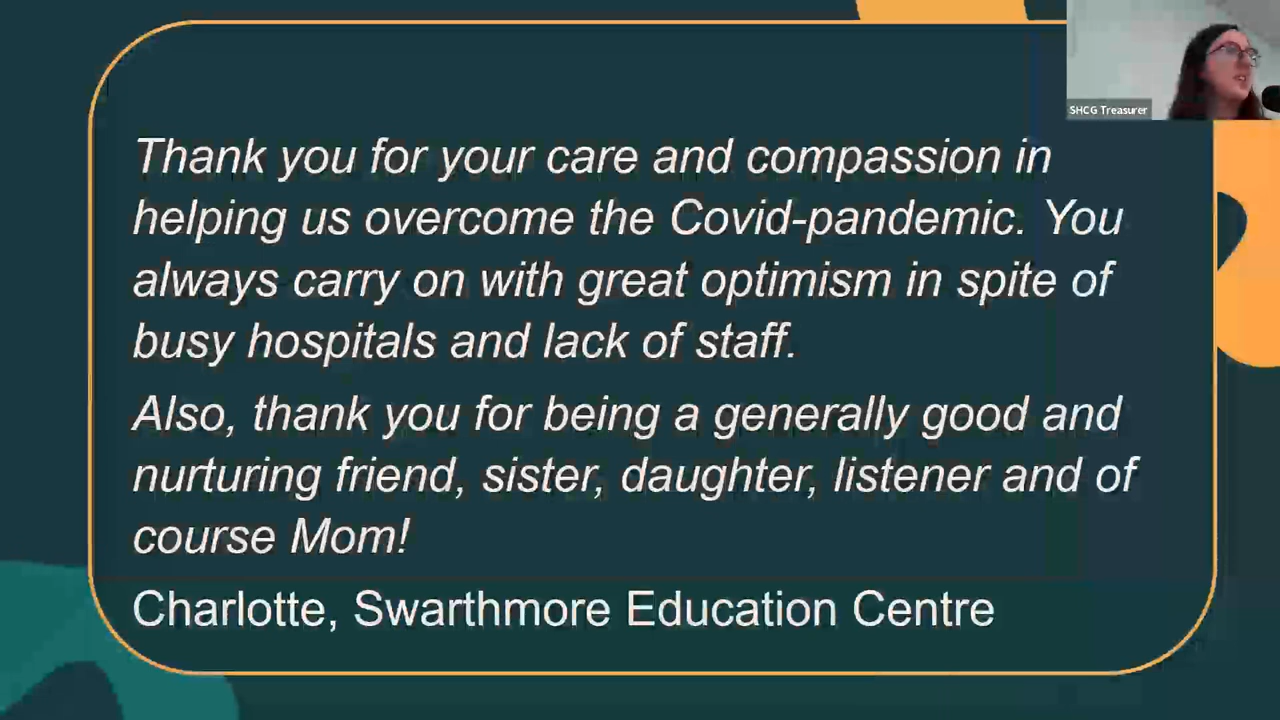 SHCG Treasurer
Thank you for your care and compassion in
helping us overcome the Covid-pandemic. You
always carry on with great optimism in spite of
busy hospitals and lack of staff.
Also, thank you for being a generally good and
nurturing friend, sister, daughter, listener and of
course Mom!
Charlotte, Swarthmore Education Centre